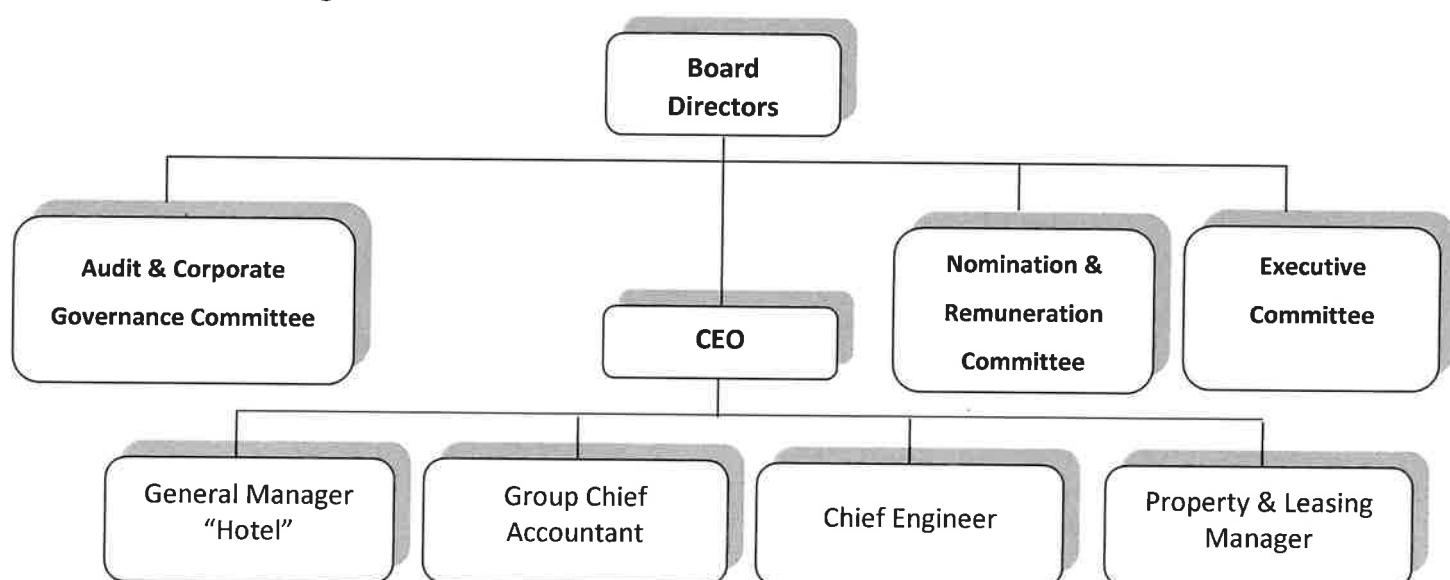 Board
Directors
Audit & Corporate
Governance Committee
CEO
Nomination &
Remuneration
Committee
Executive
Committee
General Manager
“Hotel”
Group Chief
Accountant
Chief Engineer
Property & Leasing
Manager